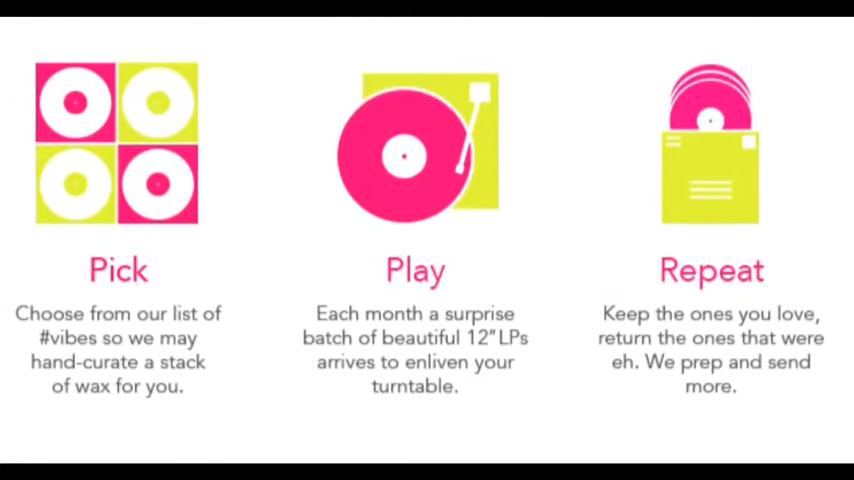 Pick
Choose from our list of
#vibes so we may
hand-curate a stack
of wax for you.
Play
Each month a surprise
batch of beautiful 12" LPs
arrives to enliven your
turntable.
Repeat
Keep the ones you love,
return the ones that were
eh. We prep and send
more.